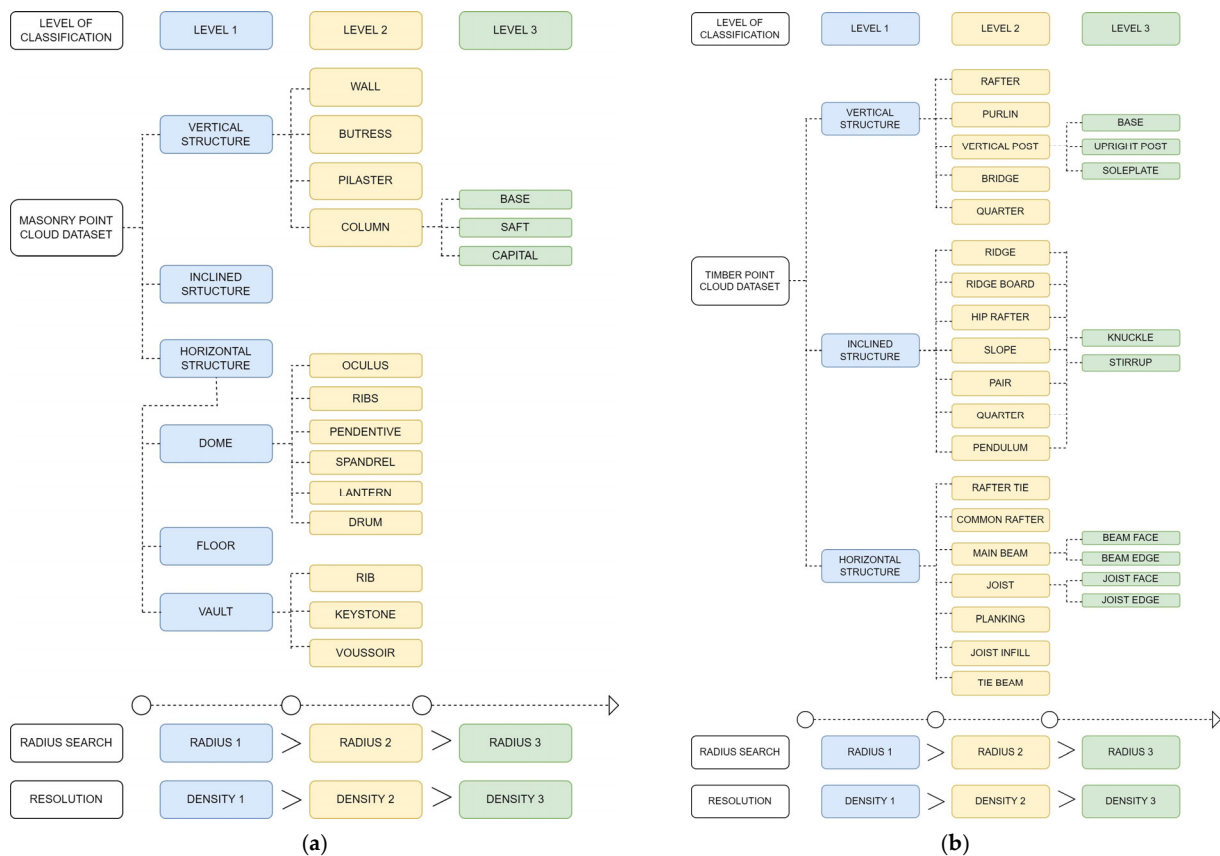 LEVEL OF
CLASSIFICATION
LEVEL 1
LEVEL 2
LEVEL 3
WALL
VERTICAL
STRUCTURE
BUTRESS
PILASTER
MASONRY POINT
CLOUD DATASET
COLUMN
BASE
SAFT
CAPITAL
INCLINED
SRTUCTURE
HORIZONTAL
STRUCTURE
OCULUS
RIBS
DOME
PENDENTIVE
SPANDREL
LANTERN
DRUM
FLOOR
VAULT
RIB
KEYSTONE
VOUSSOIR
RADIUS SEARCH
RADIUS 1 > RADIUS 2 > RADIUS 3
RESOLUTION
DENSITY 1 > DENSITY 2 > DENSITY 3
(a)
LEVEL OF
CLASSIFICATION
LEVEL 1
LEVEL 2
LEVEL 3
VERTICAL
STRUCTURE
RAFTER
PURLIN
VERTICAL POST
BRIDGE
QUARTER
BASE
UPRIGHT POST
SOLEPLATE
TIMBER POINT
CLOUD DATASET
INCLINED
STRUCTURE
RIDGE
RIDGE BOARD
HIP RAFTER
SLOPE
PAIR
QUARTER
PENDULUM
KNUCKLE
STIRRUP
HORIZONTAL
STRUCTURE
RAFTER TIE
COMMON RAFTER
MAIN BEAM
JOIST
PLANKING
JOIST INFILL
TIE BEAM
BEAM FACE
BEAM EDGE
JOIST FACE
JOIST EDGE
RADIUS SEARCH
RADIUS 1 > RADIUS 2 > RADIUS 3
RESOLUTION
DENSITY 1 > DENSITY 2 > DENSITY 3
(b)